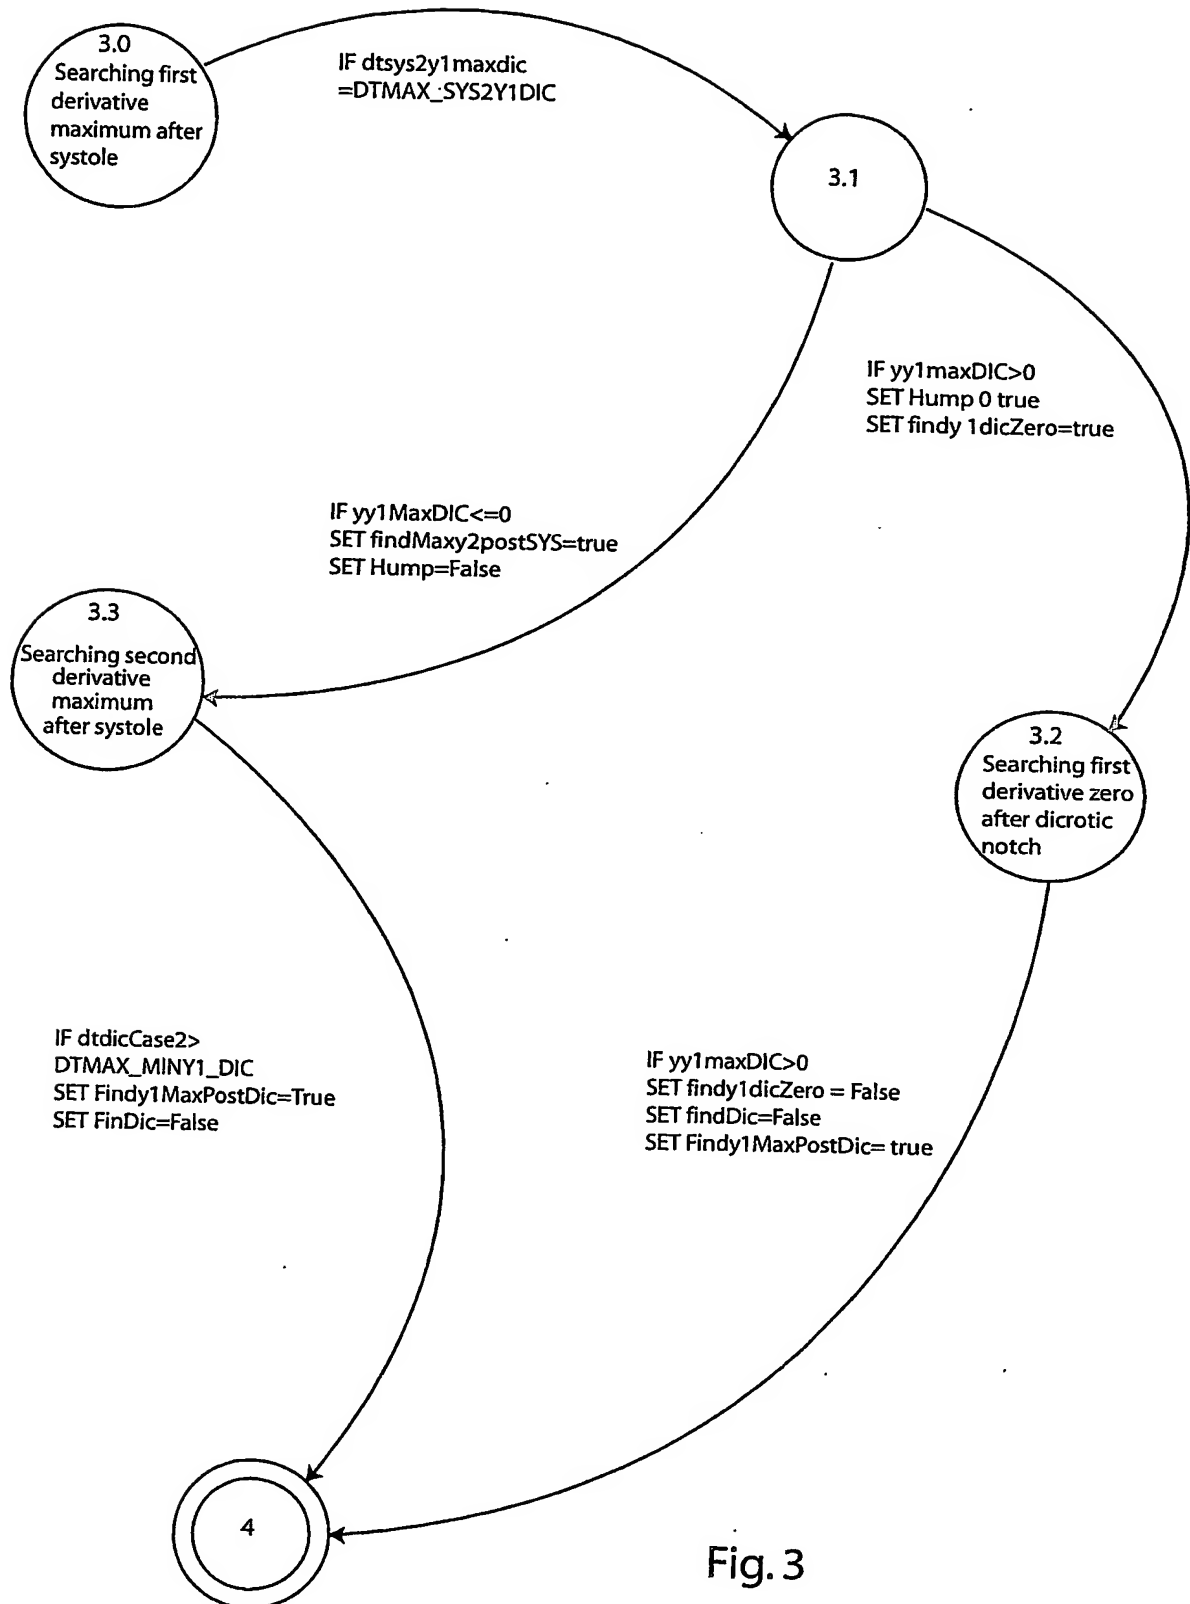 3.0
Searching first
derivative
maximum after
systole
IF dtsys2y1maxdic
=DTMAX_SYS2Y1DIC
3.1
IF yy1maxDIC>0
SET Hump 0 true
SET findy 1dicZero=true
IF yy1MaxDIC<=0
SET findMaxy2postSYS=true
SET Hump=False
3.3
Searching second
derivative
maximum
after systole
3.2
Searching first
derivative zero
after dicrotic
notch
IF dtdicCase2>
DTMAX_MINY1_DIC
SET Findy1MaxPostDic=True
SET FinDic=False
IF yy1maxDIC>0
SET findy1dicZero = False
SET findDic=False
SET Findy1MaxPostDic= true
4
Fig. 3